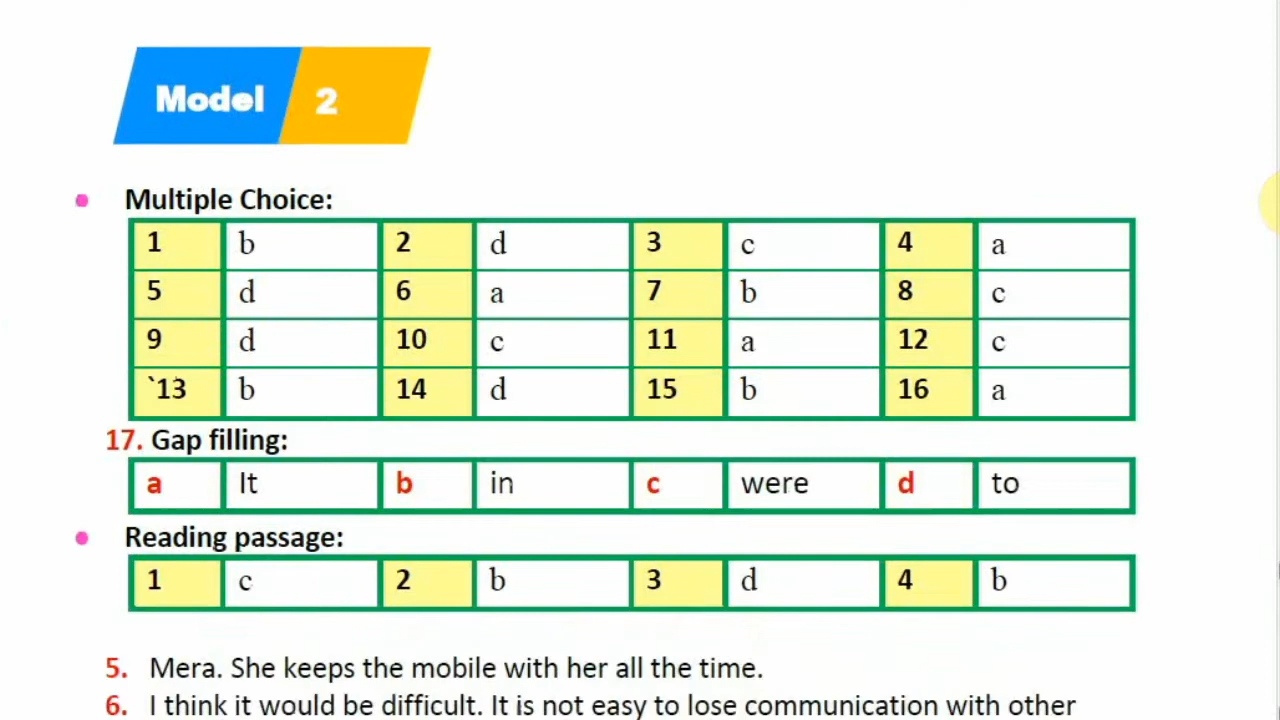 Model 2
Multiple Choice:
1 b 2 d 3 c 4 a
5 d 6 a 7 b 8 c
9 d 10 c 11 a 12 c
`13 b 14 d 15 b 16 a
17. Gap filling:
a It b in c were d to
Reading passage:
1 c 2 b 3 d 4 b
5. Mera. She keeps the mobile with her all the time.
6. I think it would be difficult. It is not easy to lose communication with other